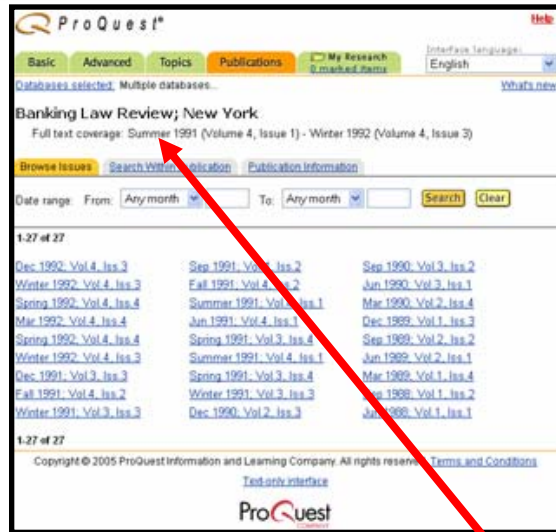 ProQuest®
Help
Basic Advanced Topics Publications My Research
0 marked items
Interface language:
English
Databases selected: Multiple databases...
What's new
Banking Law Review; New York
Full text coverage: Summer 1991 (Volume 4, Issue 1) - Winter 1992 (Volume 4, Issue 3)
Browse Issues Search Within Publication Publication Information
Date range: From: Any month To: Any month Search Clear
1-27 of 27
Dec 1992; Vol.4, Iss.3 Sep 1991; Iss.2 Sep 1990; Vol.3, Iss.2
Winter 1992; Vol.4, Iss.3 Fall 1991; Iss.2 Jun 1990; Vol.3, Iss.1
Spring 1992; Vol.4, Iss.4 Summer 1991; Iss.1 Mar 1990; Vol.2, Iss.4
Mar 1992; Vol.4, Iss.4 Jun 1991; Vol.4, Iss.1 Dec 1989; Vol.1, Iss.3
Spring 1992; Vol.4, Iss.4 Spring 1991; Vol.3, Iss.4 Sep 1989; Vol.2, Iss.2
Winter 1992; Vol.4, Iss.3 Summer 1991; Vol.4, Iss.1 Jun 1989; Vol.2, Iss.1
Dec 1991; Vol.3, Iss.3 Spring 1991; Vol.3, Iss.4 Mar 1989; Vol.1, Iss.4
Fall 1991; Vol.4, Iss.2 Winter 1991; Vol.3, Iss.3 1988; Vol.1, Iss.2
Winter 1991; Vol.3, Iss.3 Dec 1990; Vol.2, Iss.3 1988; Vol.1, Iss.1
1-27 of 27
Copyright © 2005 ProQuest Information and Learning Company. All rights Terms and Conditions
Text-only interface
ProQuest
COMPANY